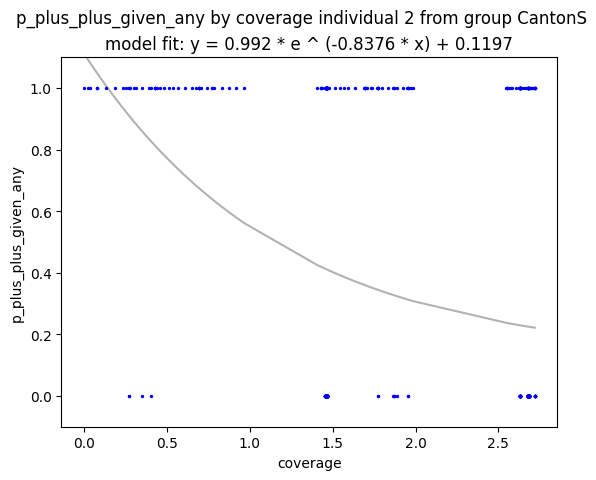 p_plus_plus_given_any by coverage individual 2 from group CantonS
model fit: y = 0.992 * e ^ (-0.8376 * x) + 0.1197
1.0
0.8
0.6
0.4
0.2
0.0
p_plus_plus_given_any
0.0 0.5 1.0 1.5 2.0 2.5
coverage